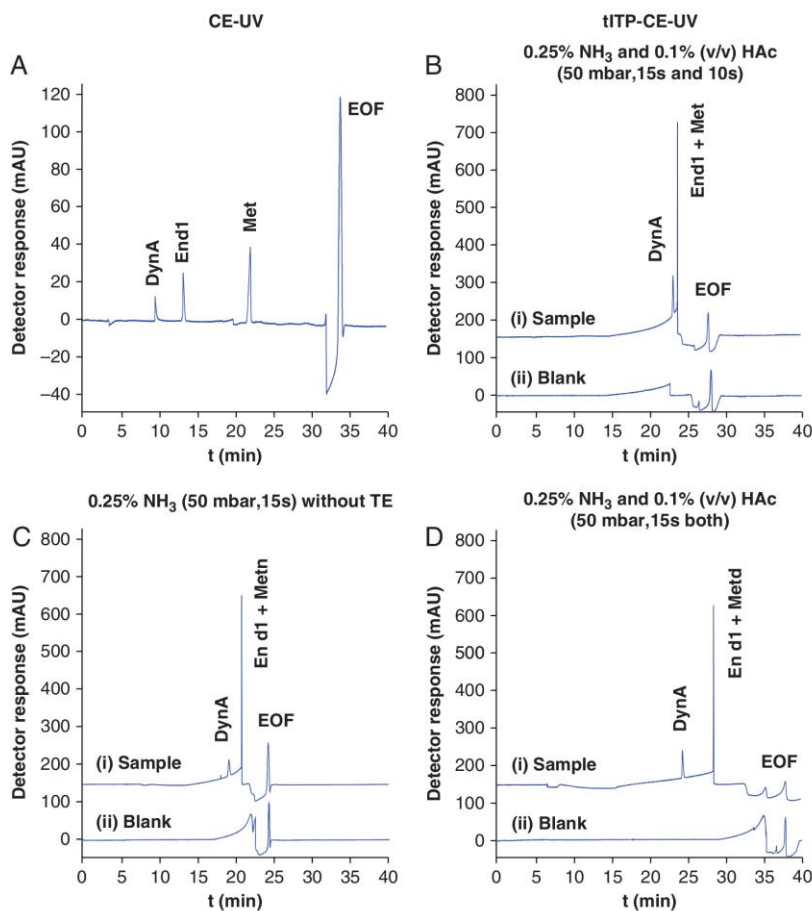 CE-UV
tITP-CE-UV
A
Detector response (mAU)
120
100
80
60
40
20
0
−20
−40
DynA
End1
Met
EOF
0 5 10 15 20 25 30 35 40
t (min)
B
0.25% NH₃ and 0.1% (v/v) HAc
(50 mbar,15s and 10s)
Detector response (mAU)
800
700
600
500
400
300
200
100
0
DynA
End1 + Met
EOF
(i) Sample
(ii) Blank
0 5 10 15 20 25 30 35 40
t (min)
C
0.25% NH₃ (50 mbar,15s) without TE
Detector response (mAU)
800
700
600
500
400
300
200
100
0
DynA
En d1 + Metn
EOF
(i) Sample
(ii) Blank
0 5 10 15 20 25 30 35 40
t (min)
D
0.25% NH₃ and 0.1% (v/v) HAc
(50 mbar,15s both)
Detector response (mAU)
800
700
600
500
400
300
200
100
0
DynA
En d1 + Metd
EOF
(i) Sample
(ii) Blank
0 5 10 15 20 25 30 35 40
t (min)